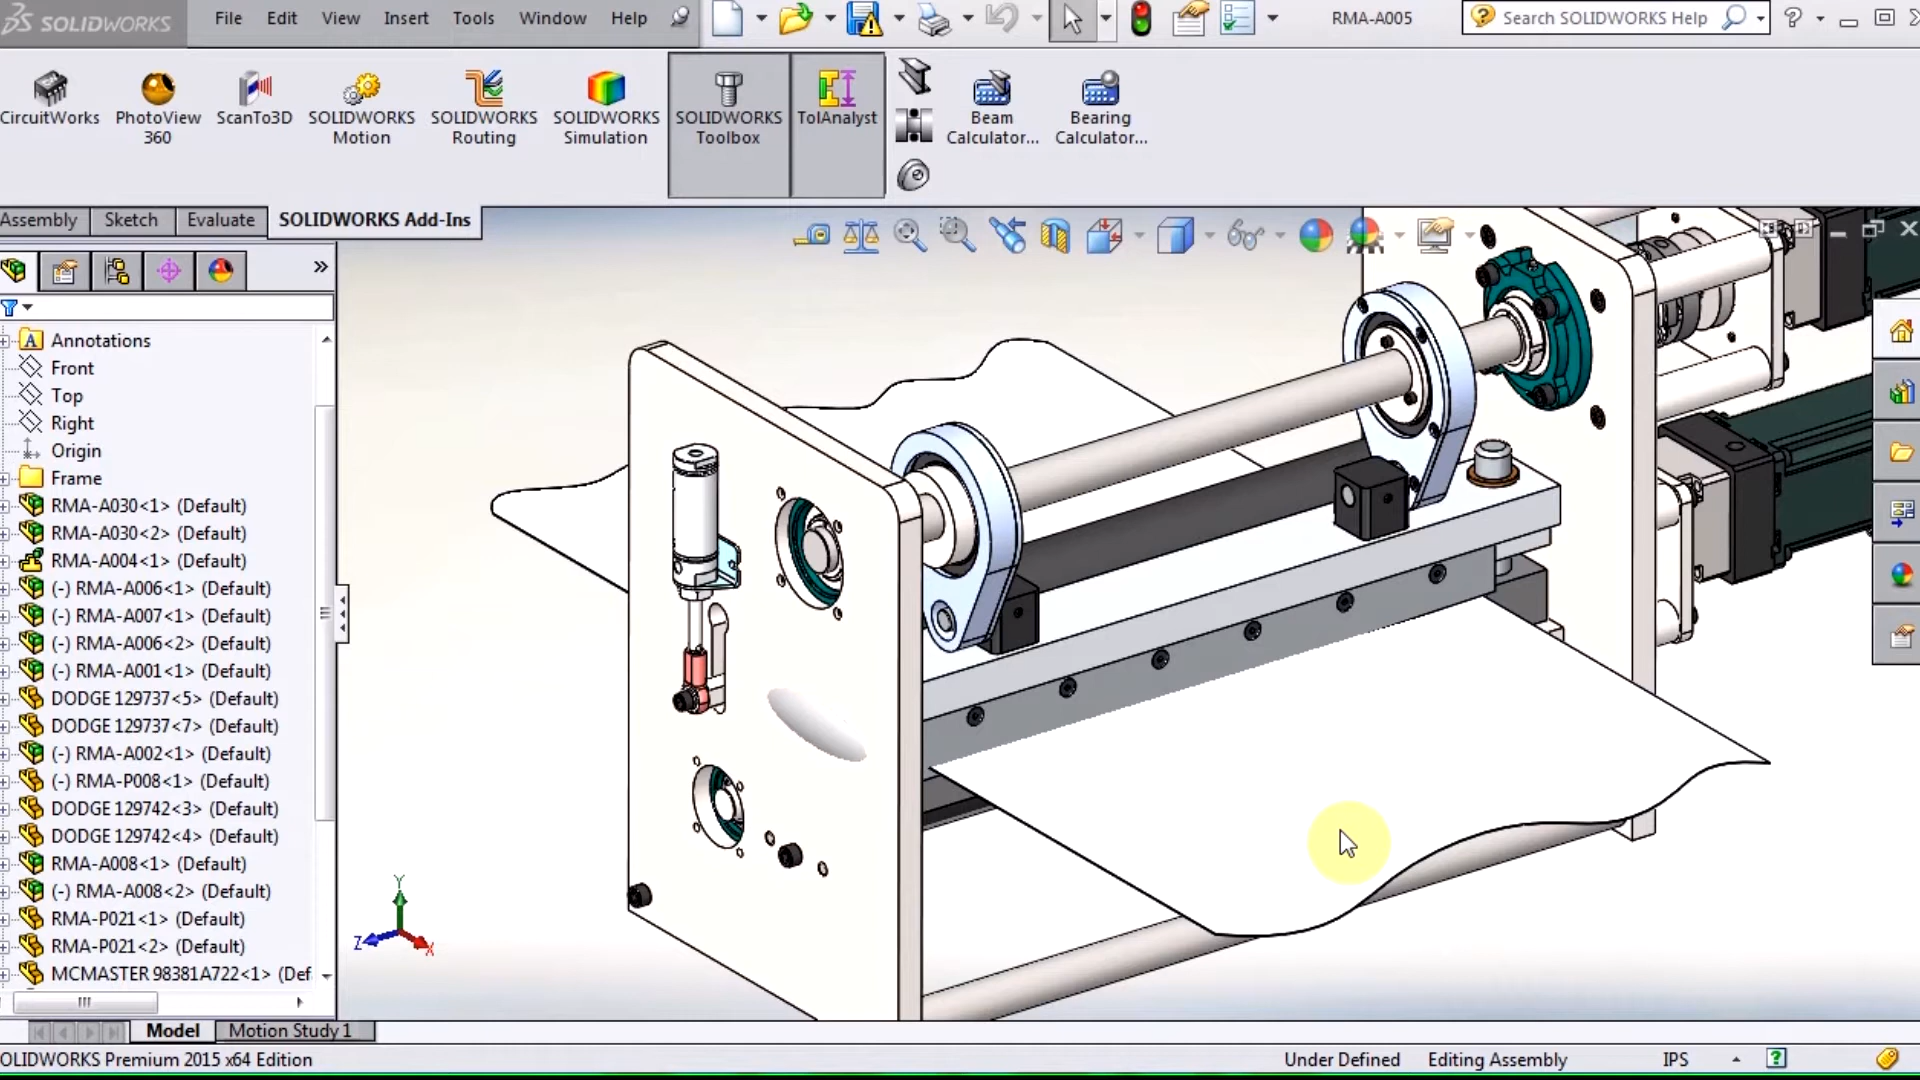 SOLIDWORKS File Edit View Insert Tools Window Help RMA-A005 Search SOLIDWORKS Help
CircuitWorks
PhotoView 360
ScanTo3D
SOLIDWORKS Motion
SOLIDWORKS Routing
SOLIDWORKS Simulation
SOLIDWORKS Toolbox
TolAnalyst
Beam Calculator...
Bearing Calculator...
Assembly Sketch Evaluate SOLIDWORKS Add-Ins
Annotations
Front
Top
Right
Origin
Frame
RMA-A030<1> (Default)
RMA-A030<2> (Default)
RMA-A004<1> (Default)
(-) RMA-A006<1> (Default)
(-) RMA-A007<1> (Default)
(-) RMA-A006<2> (Default)
(-) RMA-A001<1> (Default)
DODGE 129737<5> (Default)
DODGE 129737<7> (Default)
(-) RMA-A002<1> (Default)
(-) RMA-P008<1> (Default)
DODGE 129742<3> (Default)
DODGE 129742<4> (Default)
RMA-A008<1> (Default)
(-) RMA-A008<2> (Default)
RMA-P021<1> (Default)
RMA-P021<2> (Default)
MCMASTER 98381A722<1> (Def
Y
Z
X
Model Motion Study 1
OLIDWORKS Premium 2015 x64 Edition Under Defined Editing Assembly IPS